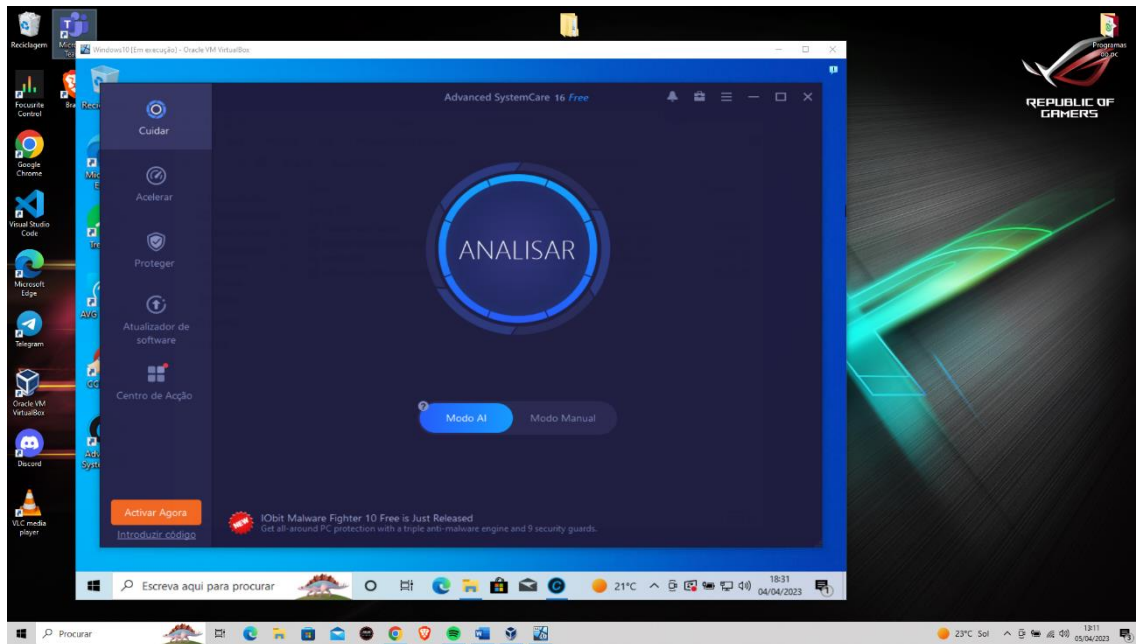 Reciclagem
Focusrite
Control
Google
Chrome
Visual Studio
Code
Microsoft
Edge
Telegram
Oracle VM
VirtualBox
Discord
VLC media
player
Windows10 [Em execução] - Oracle VM VirtualBox
Advanced SystemCare 16 Free
Cuidar
Acelerar
Proteger
Atualizador de
software
Centro de Acção
ANALISAR
Modo AI
Modo Manual
Activar Agora
Introduzir código
NEW
IObit Malware Fighter 10 Free is Just Released
Get all-around PC protection with a triple anti-malware engine and 9 security guards.
AVG
Escreva aqui para procurar
21°C
18:31
04/04/2023
Programas
do pc
REPUBLIC OF
GAMERS
Procurar
23°C Sol
13:11
05/04/2023